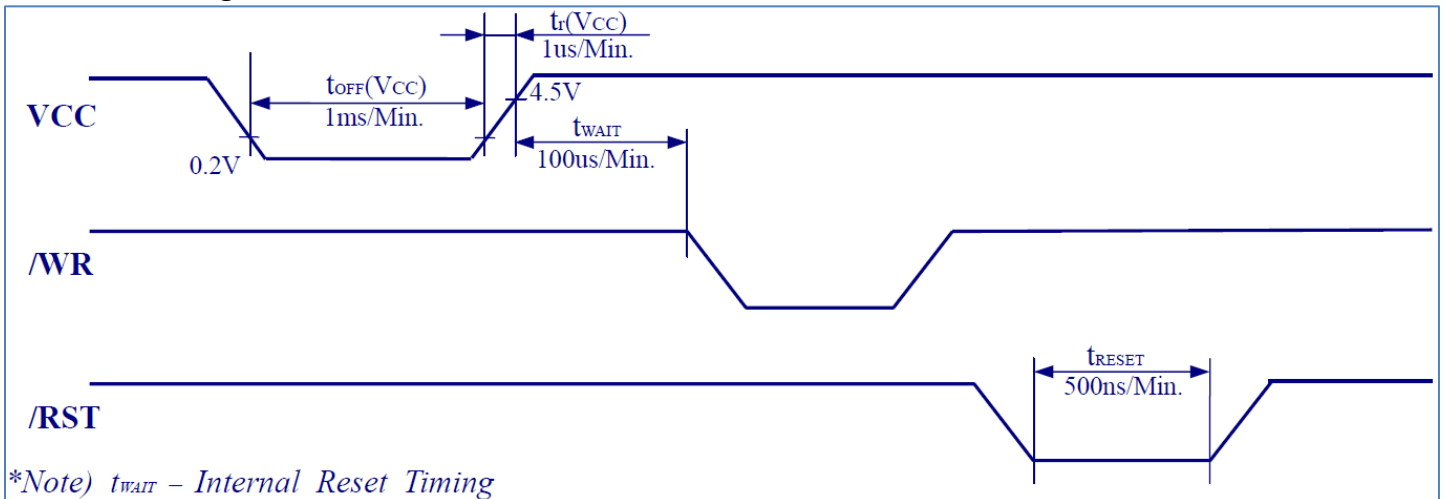 tr(VCC)
1us/Min.
tOFF(VCC)
1ms/Min.
4.5V
VCC
tWAIT
100us/Min.
0.2V
/WR
tRESET
500ns/Min.
/RST
*Note) tWAIT – Internal Reset Timing